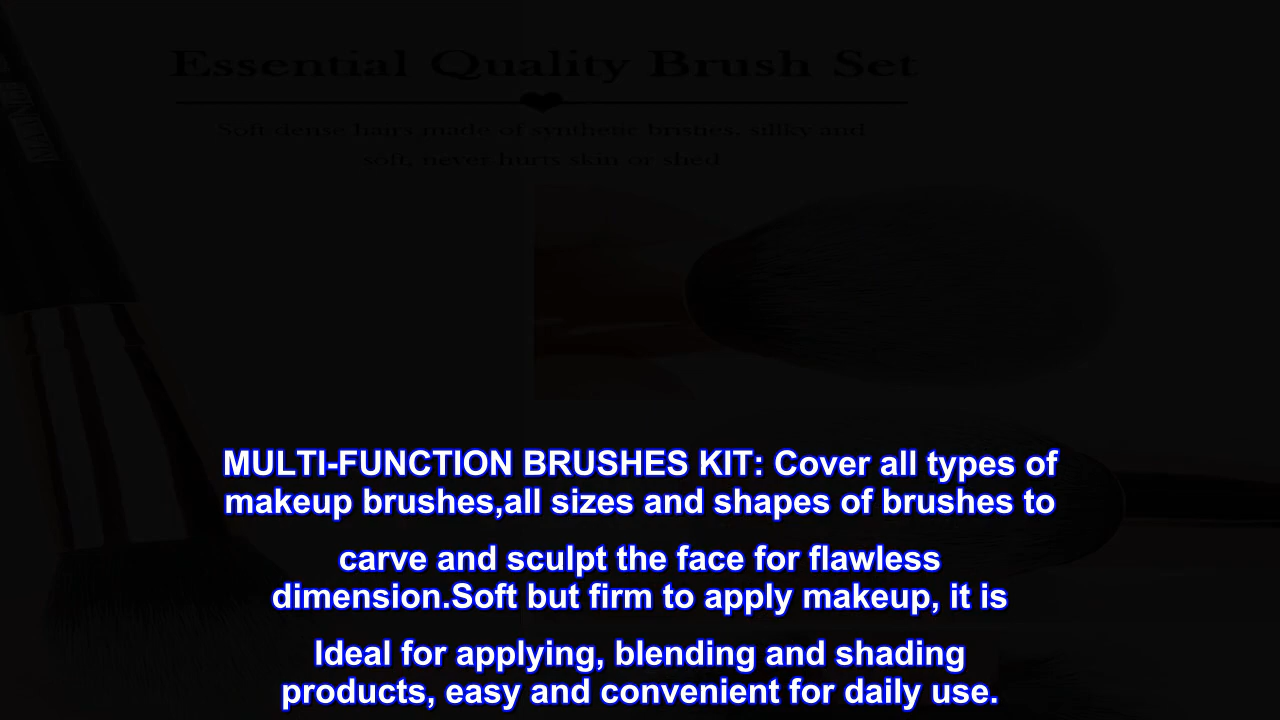 Essential Quality Brush Set
Soft dense hairs made of synthetic brushes, silky and
soft, never hurts skin or shed
MULTI-FUNCTION BRUSHES KIT: Cover all types of
makeup brushes,all sizes and shapes of brushes to
carve and sculpt the face for flawless
dimension.Soft but firm to apply makeup, it is
Ideal for applying, blending and shading
products, easy and convenient for daily use.